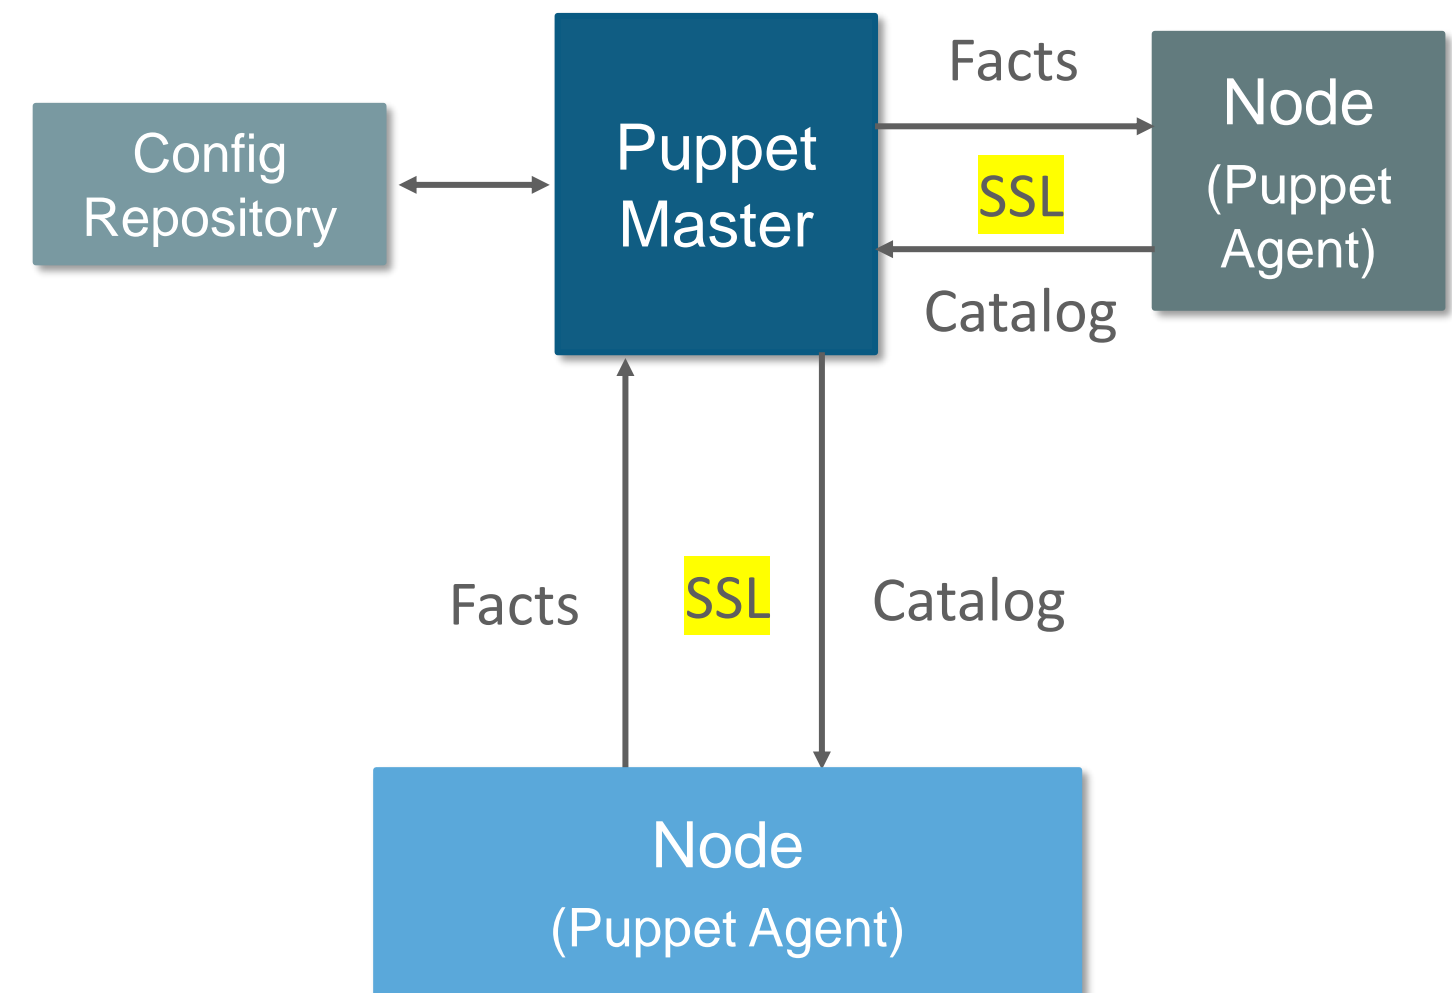 Config
Repository
Puppet
Master
Facts
SSL
Catalog
Node
(Puppet
Agent)
Facts
SSL
Catalog
Node
(Puppet Agent)